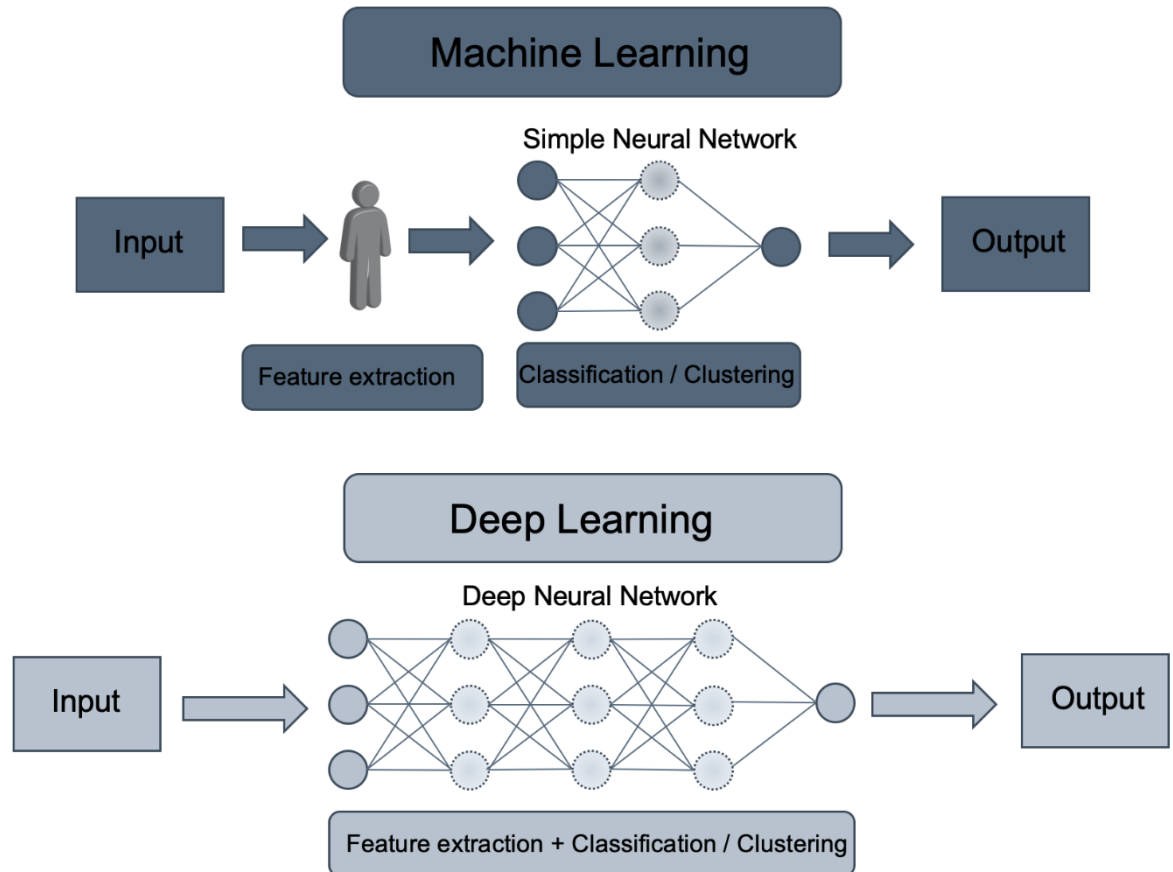 Machine Learning
Simple Neural Network
Input
Output
Feature extraction
Classification / Clustering
Deep Learning
Deep Neural Network
Input
Output
Feature extraction + Classification / Clustering